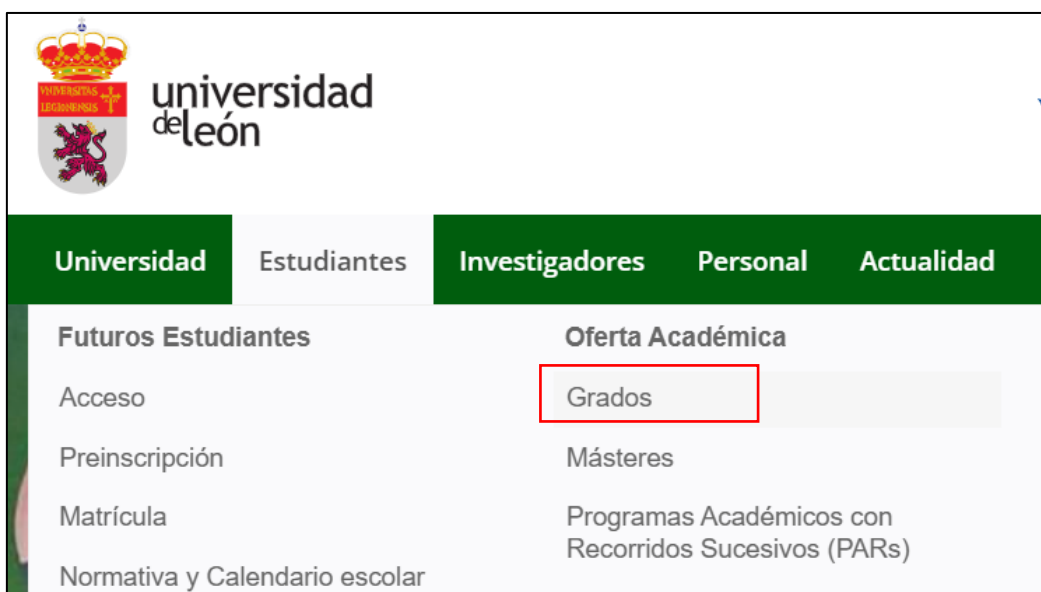 VNIVERSITAS
LEGIONENSIS
universidad
de león
Universidad
Estudiantes
Investigadores
Personal
Actualidad
Futuros Estudiantes
Acceso
Preinscripción
Matrícula
Normativa y Calendario escolar
Oferta Académica
Grados
Másteres
Programas Académicos con
Recorridos Sucesivos (PARs)